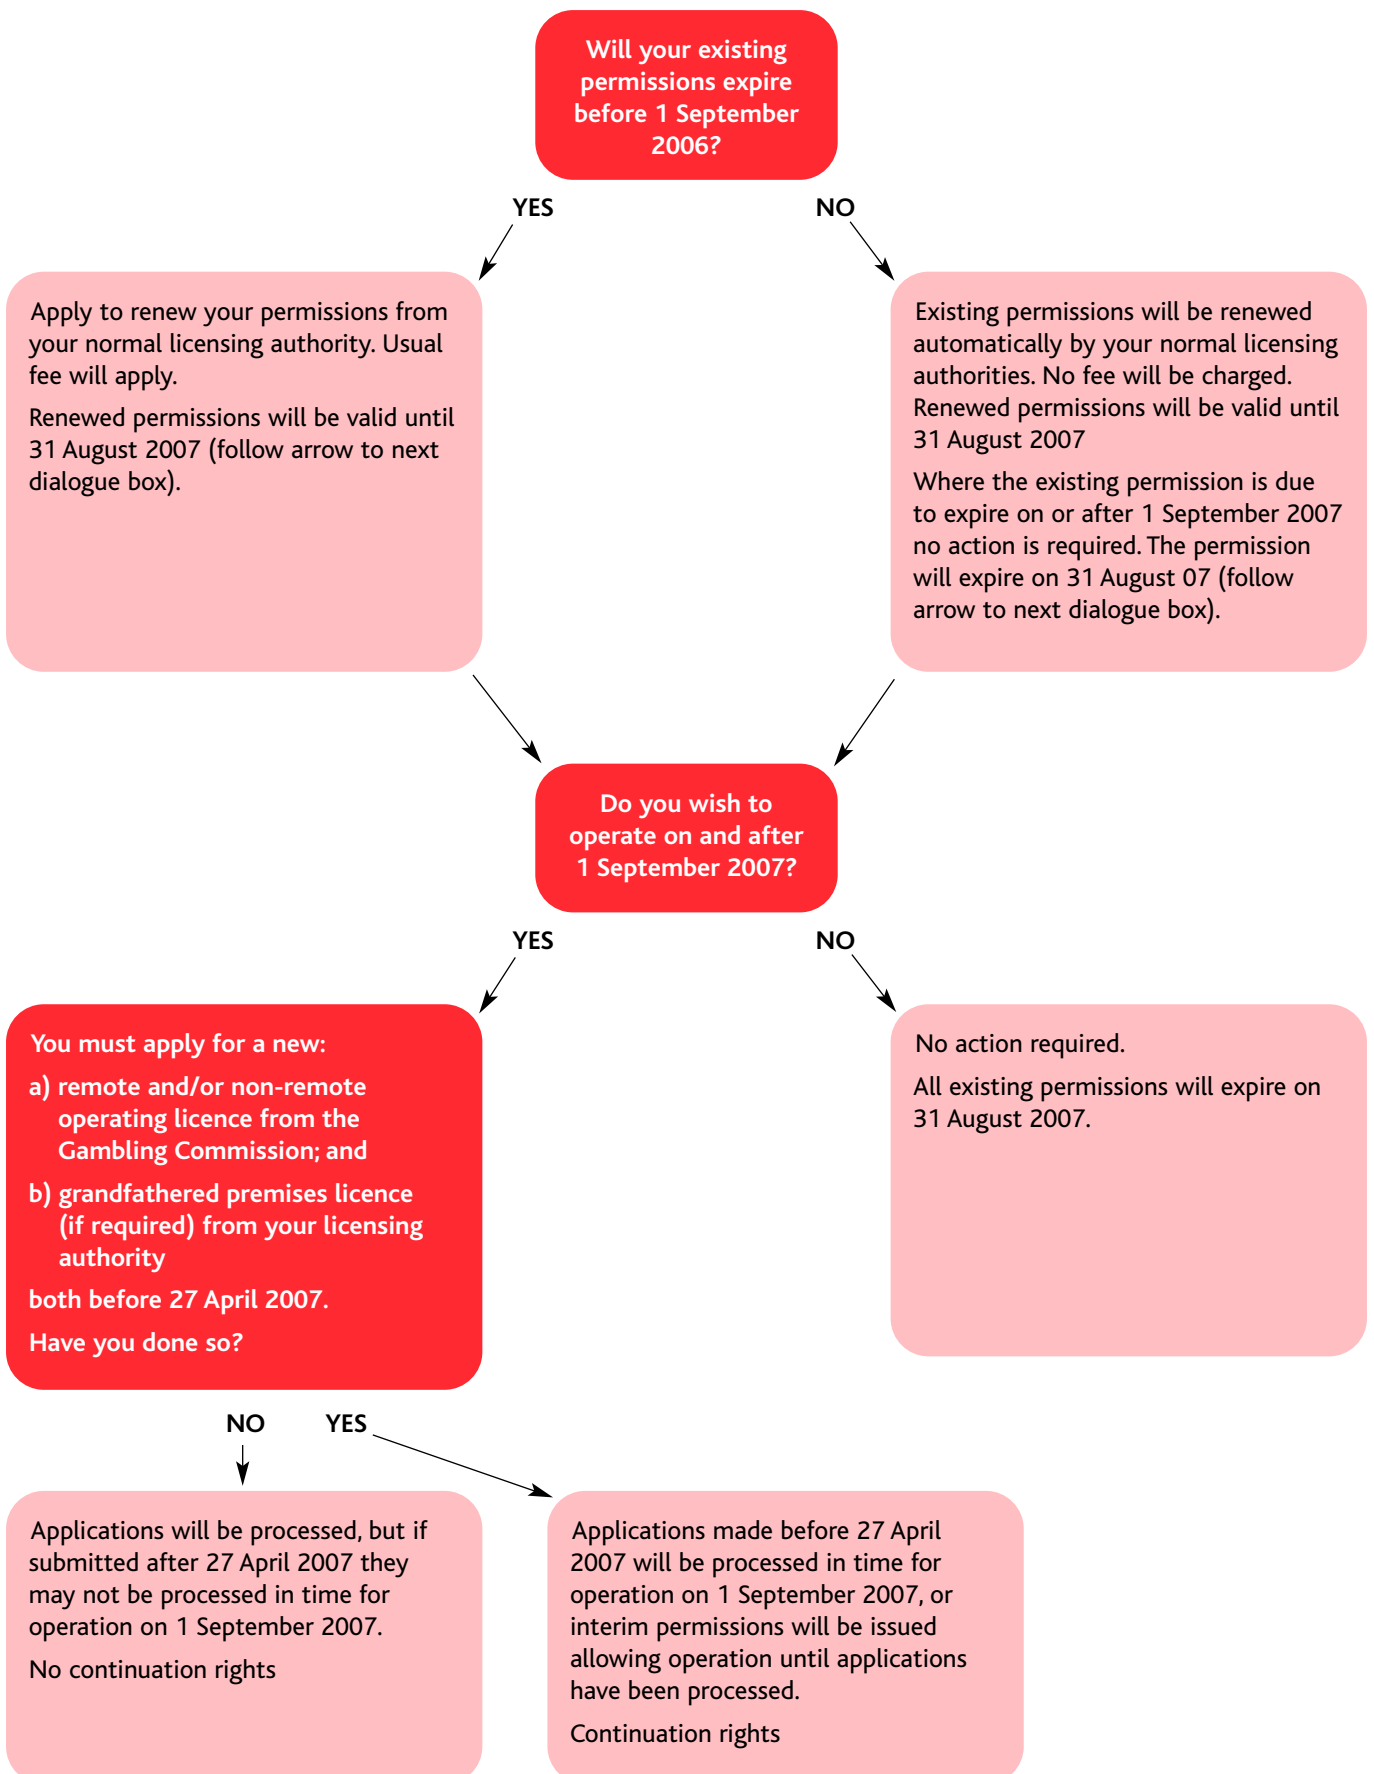 Will your existing
permissions expire
before 1 September
2006?
YES
NO
Apply to renew your permissions from
your normal licensing authority. Usual
fee will apply.
Renewed permissions will be valid until
31 August 2007 (follow arrow to next
dialogue box).
Existing permissions will be renewed
automatically by your normal licensing
authorities. No fee will be charged.
Renewed permissions will be valid until
31 August 2007
Where the existing permission is due
to expire on or after 1 September 2007
no action is required. The permission
will expire on 31 August 07 (follow
arrow to next dialogue box).
Do you wish to
operate on and after
1 September 2007?
YES
NO
You must apply for a new:
a) remote and/or non-remote
operating licence from the
Gambling Commission; and
b) grandfathered premises licence
(if required) from your licensing
authority
both before 27 April 2007.
Have you done so?
No action required.
All existing permissions will expire on
31 August 2007.
NO
YES
Applications will be processed, but if
submitted after 27 April 2007 they
may not be processed in time for
operation on 1 September 2007.
No continuation rights
Applications made before 27 April
2007 will be processed in time for
operation on 1 September 2007, or
interim permissions will be issued
allowing operation until applications
have been processed.
Continuation rights